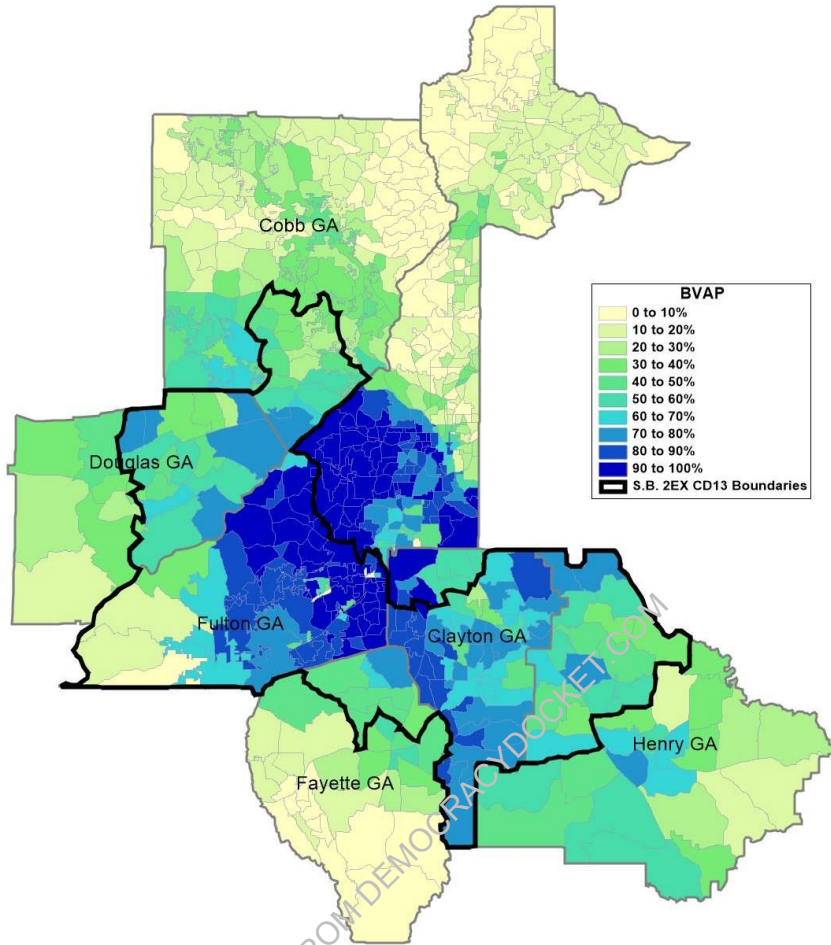 Cobb GA
BVAP
0 to 10%
10 to 20%
20 to 30%
30 to 40%
40 to 50%
50 to 60%
60 to 70%
70 to 80%
80 to 90%
90 to 100%
S.B. 2EX CD13 Boundaries
Douglas GA
Fulton GA
Clayton GA
Henry GA
Fayette GA
OM DEMOCRACYDOCKET.COM